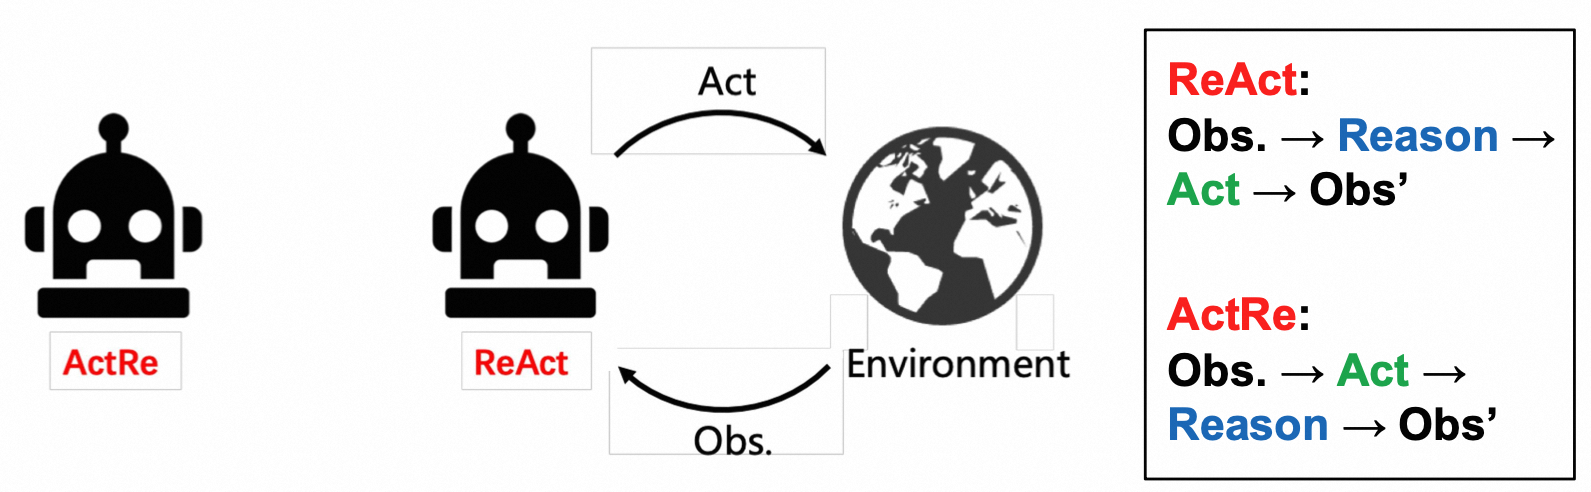 Act
ActRe
ReAct
Environment
Obs.
ReAct:
Obs. → Reason →
Act → Obs’
ActRe:
Obs. → Act →
Reason → Obs’